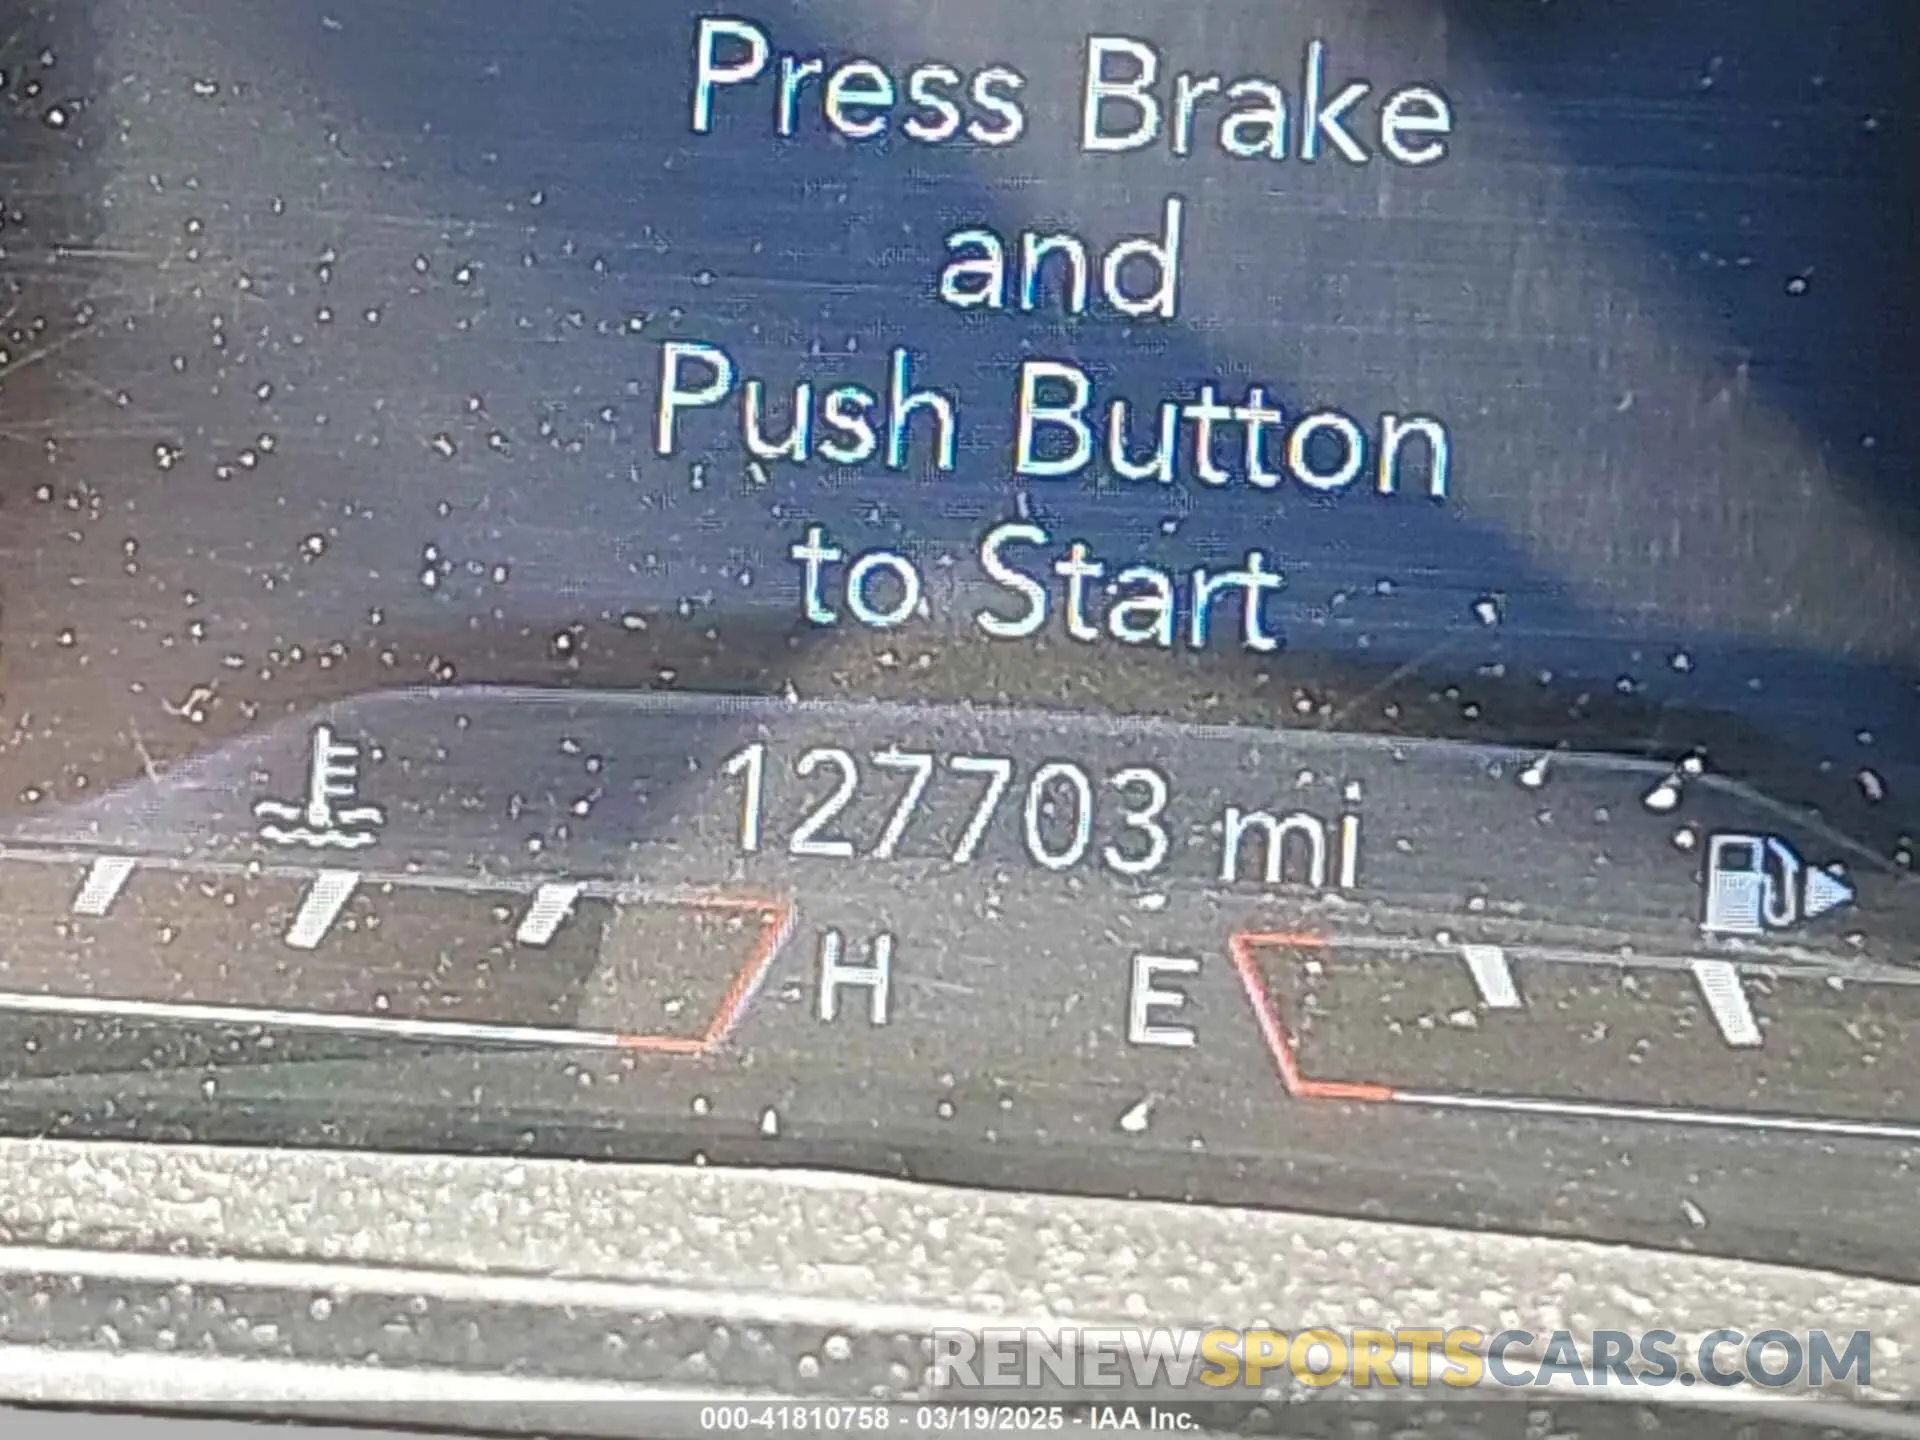 Press Brake
and
Push Button
to Start
127703 mi
H E
RENEWSPORTSCARS.COM
000-41810758 - 03/19/2025 - IAA Inc.